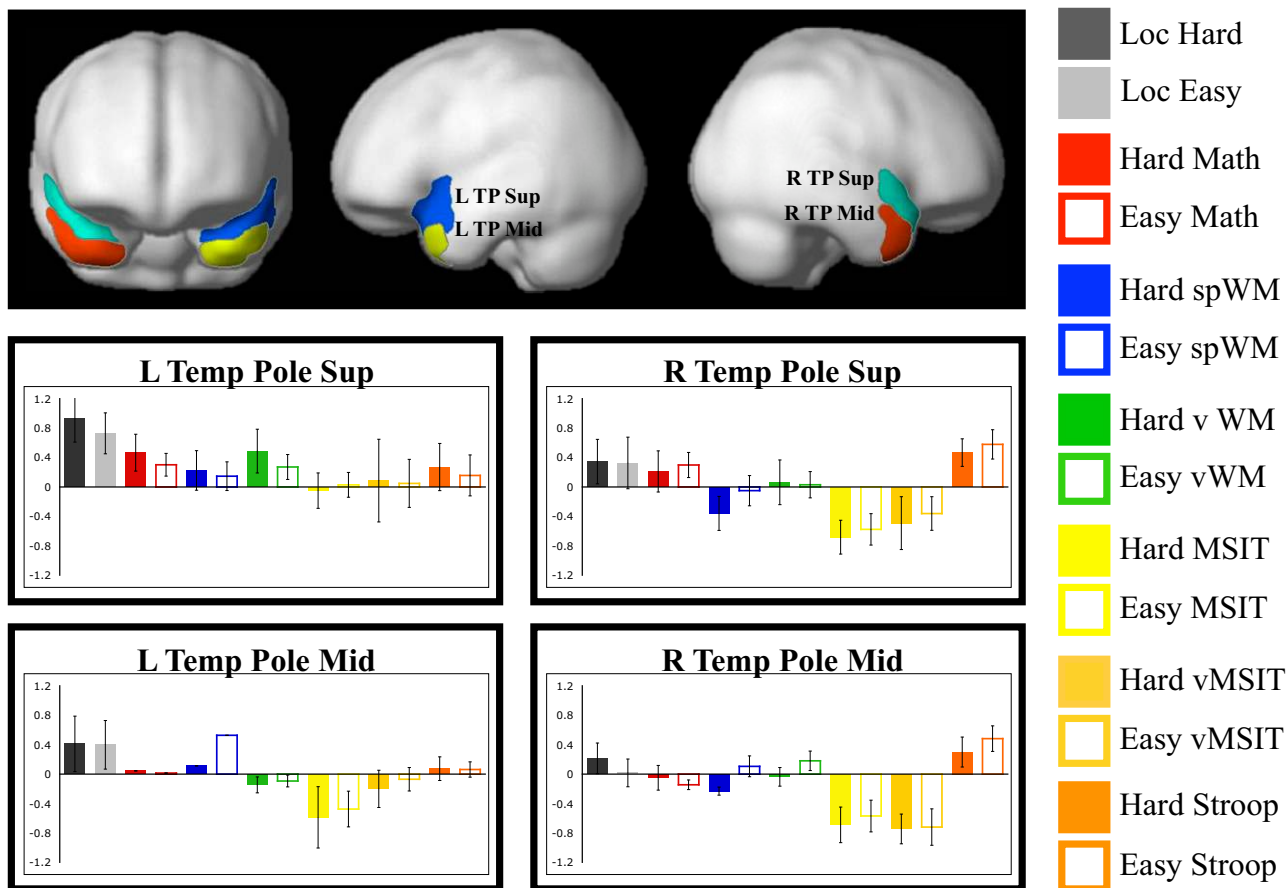 L TP Sup
L TP Mid
R TP Sup
R TP Mid
Loc Hard
Loc Easy
Hard Math
Easy Math
Hard spWM
Easy spWM
Hard v WM
Easy vWM
Hard MSIT
Easy MSIT
Hard vMSIT
Easy vMSIT
Hard Stroop
Easy Stroop
L Temp Pole Sup
1.2
0.8
0.4
0
-0.4
-0.8
-1.2
R Temp Pole Sup
1.2
0.8
0.4
0
-0.4
-0.8
-1.2
L Temp Pole Mid
1.2
0.8
0.4
0
-0.4
-0.8
-1.2
R Temp Pole Mid
1.2
0.8
0.4
0
-0.4
-0.8
-1.2